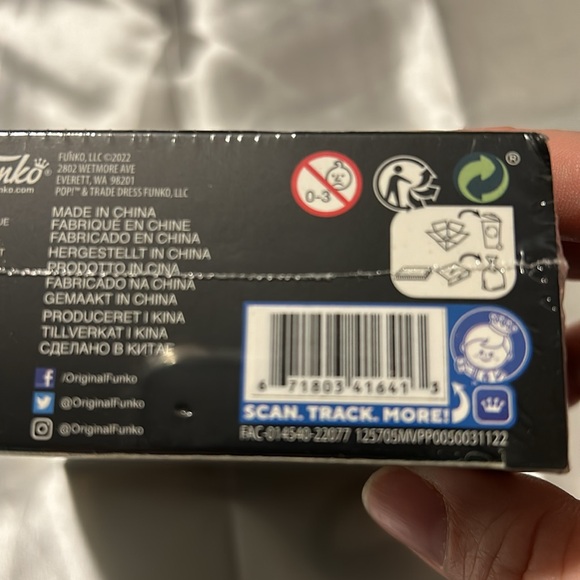 FUNKO, LLC ©2022
2802 WETMORE AVE
EVERETT, WA 98201
POP!™ & TRADE DRESS FUNKO, LLC
nko
nko.com
MADE IN CHINA
FABRIQUÉ EN CHINE
FABRICADO EN CHINA
HERGESTELLT IN CHINA
PRODOTTO IN CINA
FABRICADO NA CHINA
GEMAAKT IN CHINA
PRODUCERET I KINA
TILLVERKAT I KINA
СДЕЛАНО В КИТАЕ
f /OriginalFunko
@OriginalFunko
@OriginalFunko
0-3
®
6 71803 41641 3
SCAN. TRACK. MORE!
FAC-014540-22077 125705MVPP0050031122